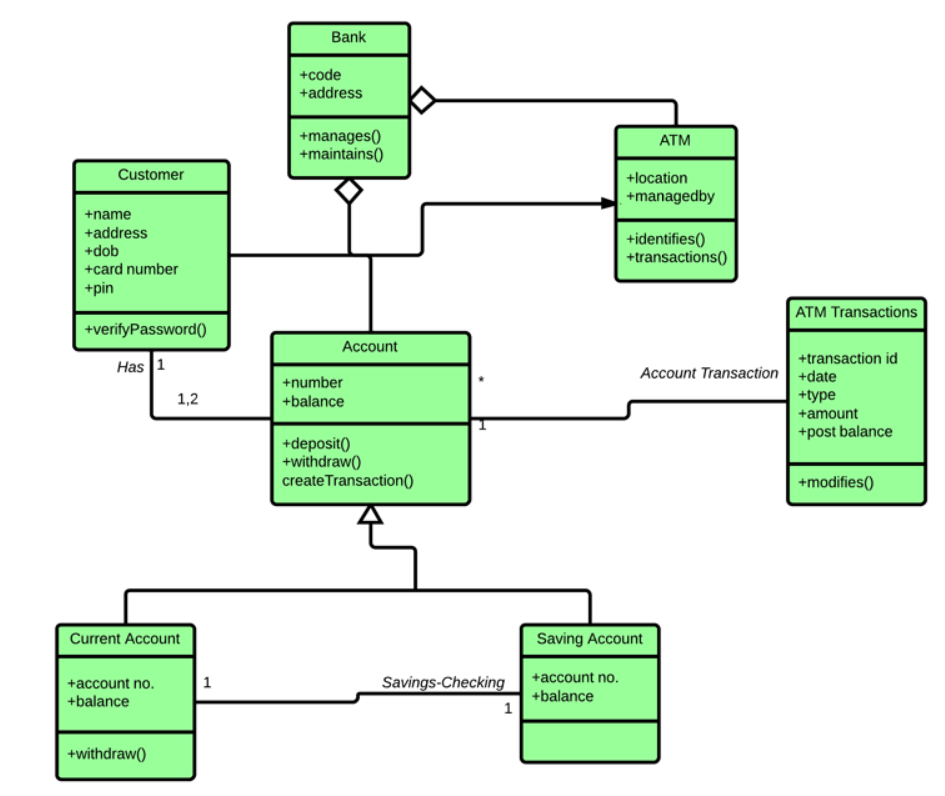 Bank
+code
+address
+manages()
+maintains()
ATM
+location
+managedby
+identifies()
+transactions()
Customer
+name
+address
+dob
+card number
+pin
+verifyPassword()
Has
1
1,2
Account
+number
+balance
+deposit()
+withdraw()
createTransaction()
*
1
Account Transaction
ATM Transactions
+transaction id
+date
+type
+amount
+post balance
+modifies()
Current Account
+account no.
+balance
+withdraw()
1
Savings-Checking
1
Saving Account
+account no.
+balance